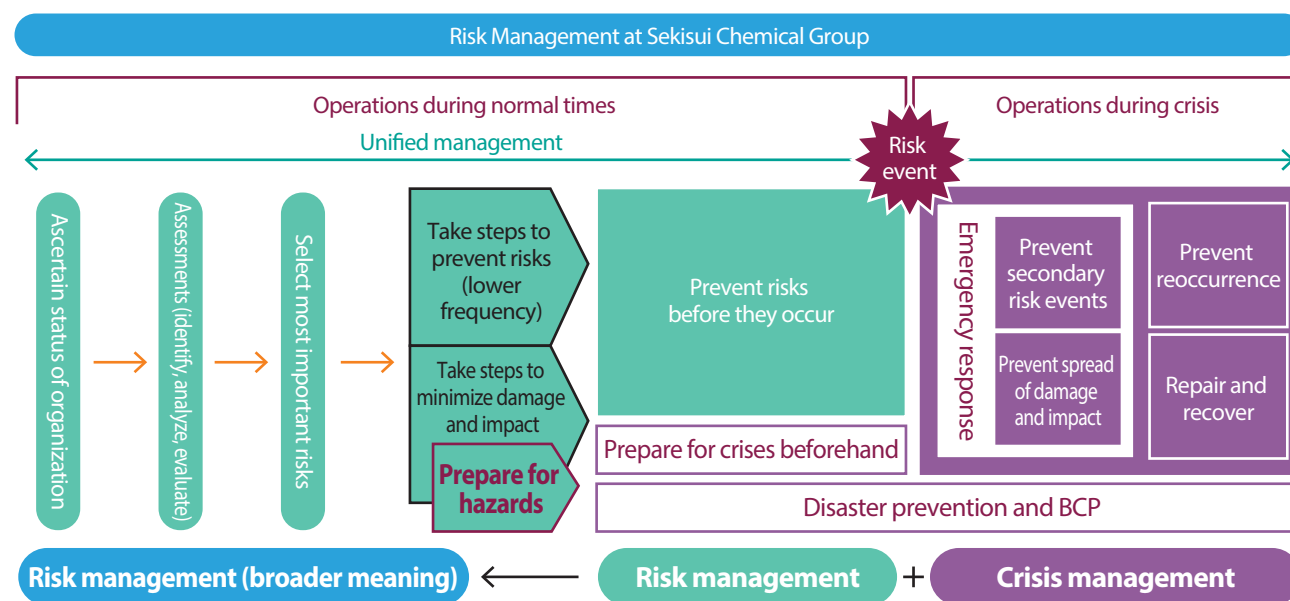 Risk Management at Sekisui Chemical Group
Operations during normal times
Operations during crisis
Unified management
Risk
event
Ascertain status of organization
Assessments (identify, analyze, evaluate)
Select most important risks
Take steps to
prevent risks
(lower
frequency)
Take steps to
minimize damage
and impact
Prepare for
hazards
Prevent risks
before they occur
Prepare for crises beforehand
Emergency response
Prevent
secondary
risk events
Prevent spread
of damage
and impact
Prevent
reoccurrence
Repair and
recover
Disaster prevention and BCP
Risk management (broader meaning)
Risk management
+
Crisis management